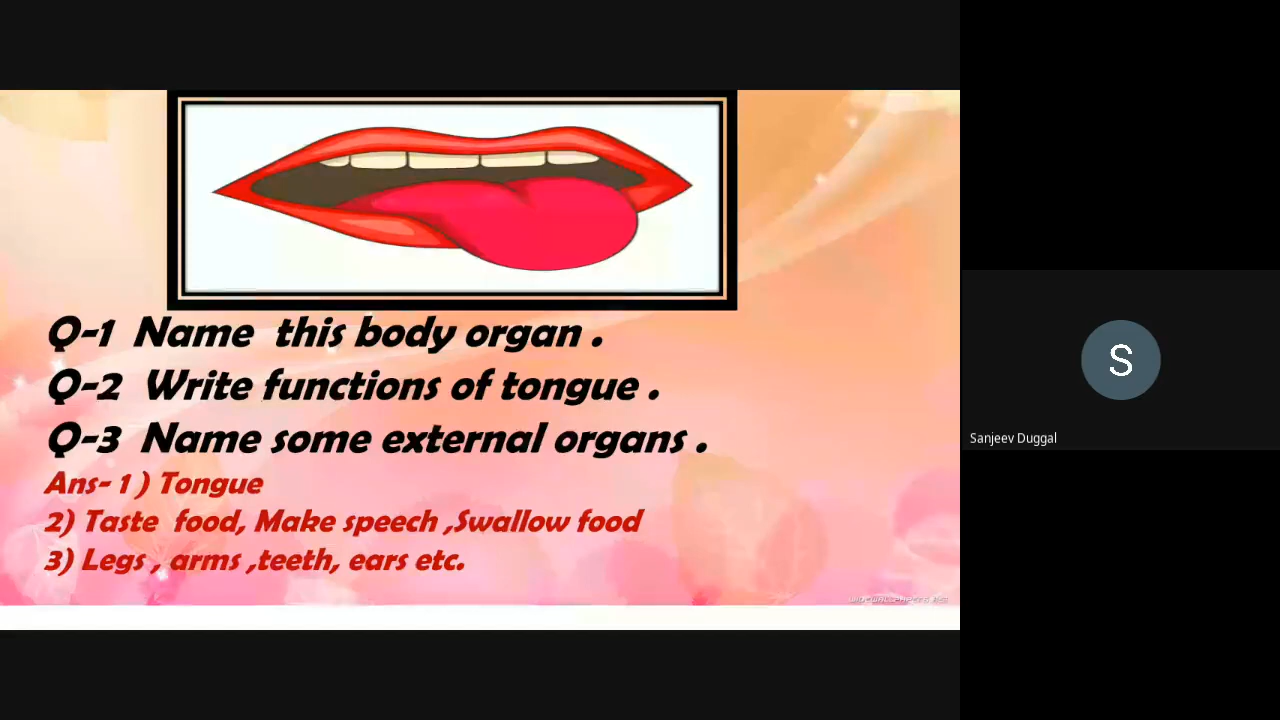 Q-1 Name this body organ .
Q-2 Write functions of tongue .
Q-3 Name some external organs .
Ans- 1 ) Tongue
2) Taste food, Make speech ,Swallow food
3) Legs , arms ,teeth, ears etc.
S
Sanjeev Duggal